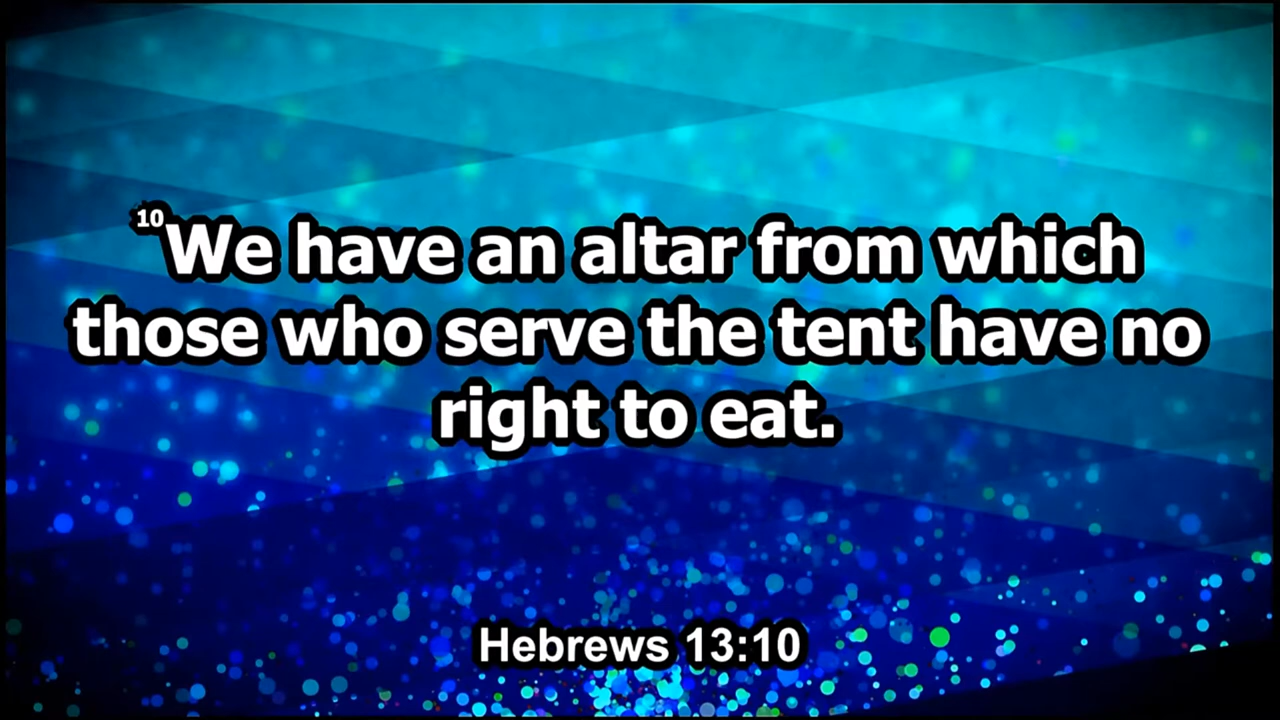 10We have an altar from which
those who serve the tent have no
right to eat.
Hebrews 13:10